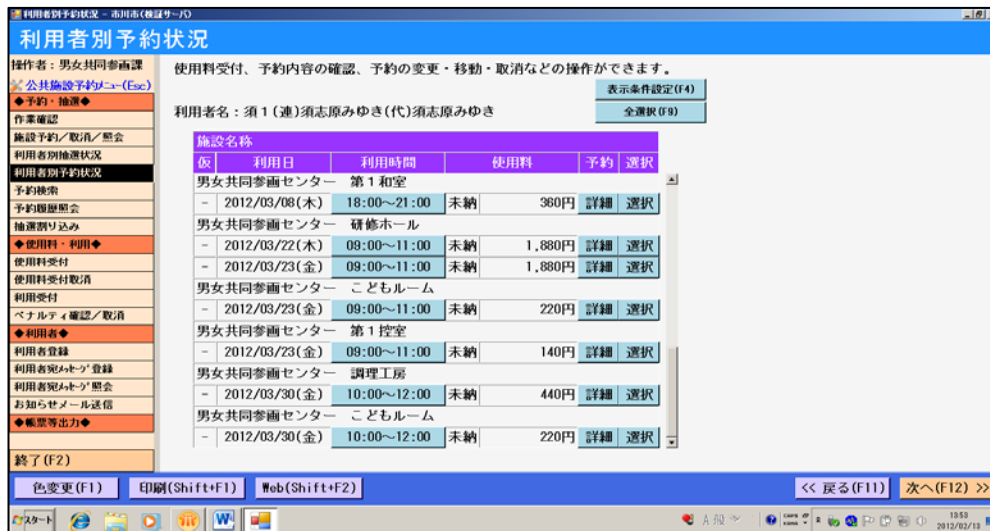 利用者別予約状況 - 市川市(検証サーバ)
利用者別予約状況
操作者：男女共同参画課
公共施設予約メニュー(Esc)
◆予約・抽選◆
作業確認
施設予約／取消／照会
利用者別抽選状況
利用者別予約状況
予約検索
予約履歴照会
抽選割り込み
◆使用料・利用◆
使用料受付
使用料受付取消
利用受付
ペナルティ確認／取消
◆利用者◆
利用者登録
利用者宛メッセージ登録
利用者宛メッセージ照会
お知らせメール送信
◆帳票等出力◆
終了(F2)
使用料受付、予約内容の確認、予約の変更・移動・取消などの操作ができます。
表示条件設定(F4)
利用者名：須１(連)須志原みゆき(代)須志原みゆき
全選択(F9)
施設名称
仮 利用日 利用時間 使用料 予約 選択
男女共同参画センター　第１和室
- 2012/03/08(木) 18:00～21:00 未納 360円 詳細 選択
男女共同参画センター　研修ホール
- 2012/03/22(木) 09:00～11:00 未納 1,880円 詳細 選択
- 2012/03/23(金) 09:00～11:00 未納 1,880円 詳細 選択
男女共同参画センター　こどもルーム
- 2012/03/23(金) 09:00～11:00 未納 220円 詳細 選択
男女共同参画センター　第１控室
- 2012/03/23(金) 09:00～11:00 未納 140円 詳細 選択
男女共同参画センター　調理工房
- 2012/03/30(金) 10:00～12:00 未納 440円 詳細 選択
男女共同参画センター　こどもルーム
- 2012/03/30(金) 10:00～12:00 未納 220円 詳細 選択
色変更(F1) 印刷(Shift+F1) Web(Shift+F2) << 戻る(F11) 次へ(F12) >>
スタート A 般 CAPS KANA 13:53
2012/02/13